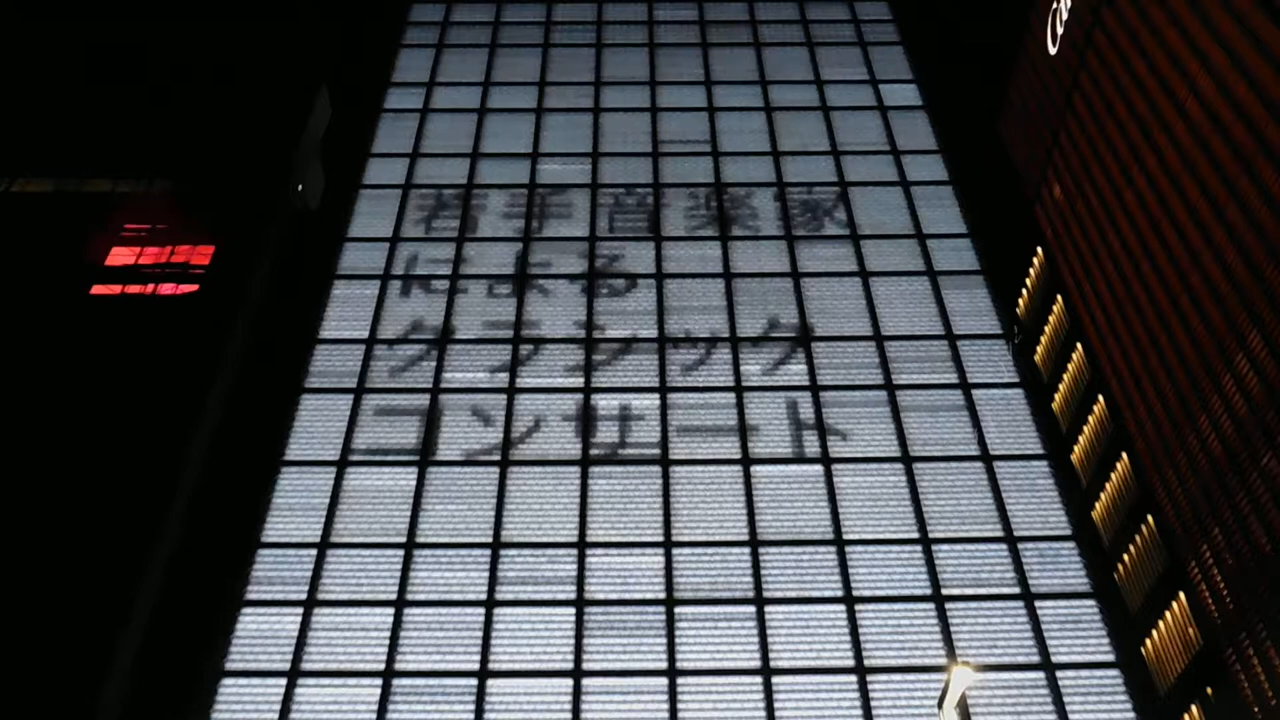 若手音楽家
による
クラシック
コンサート